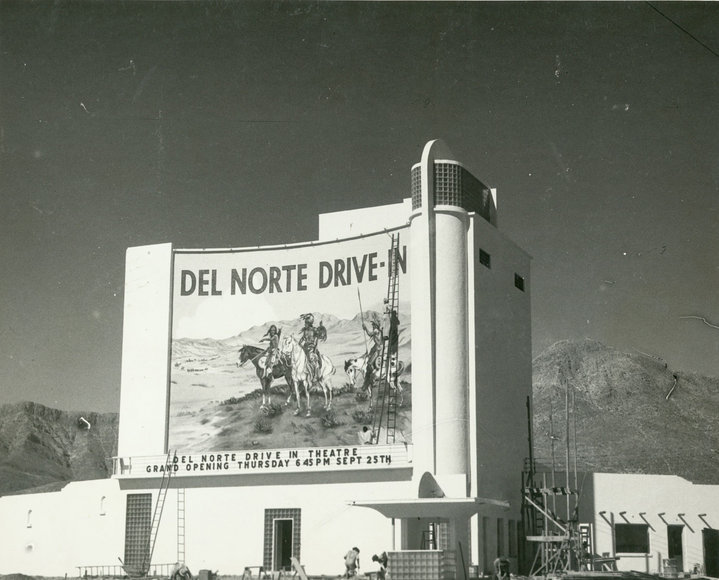 DEL NORTE DRIVE-IN
DEL NORTE DRIVE IN THEATRE
GRAND OPENING THURSDAY 6 45 PM SEPT 25TH